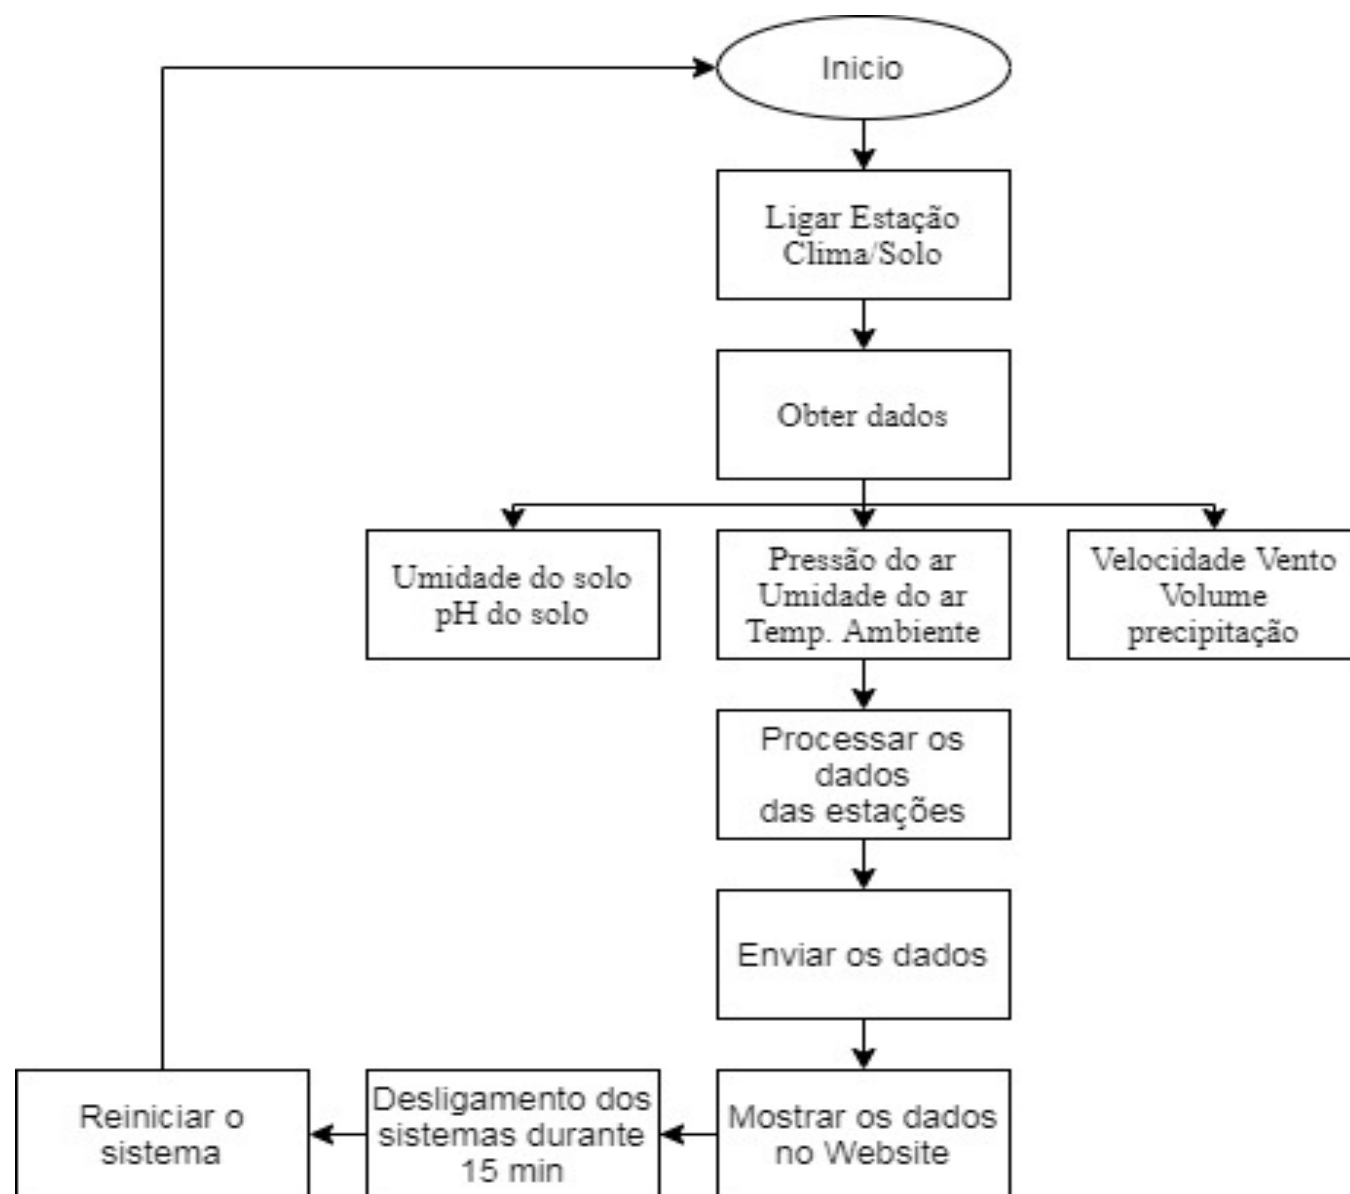 Inicio
Ligar Estação
Clima/Solo
Obter dados
Umidade do solo
pH do solo
Pressão do ar
Umidade do ar
Temp. Ambiente
Velocidade Vento
Volume
precipitação
Processar os
dados
das estações
Enviar os dados
Mostrar os dados
no Website
Desligamento dos
sistemas durante
15 min
Reiniciar o
sistema